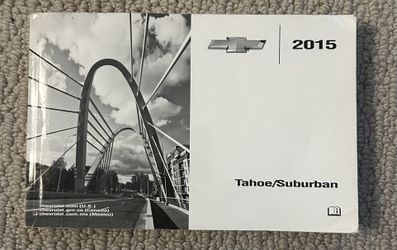 2015
Tahoe/Suburban
chevrolet.com (U.S.)
chevrolet.gm.ca (Canada)
chevrolet.com.mx (Mexico)